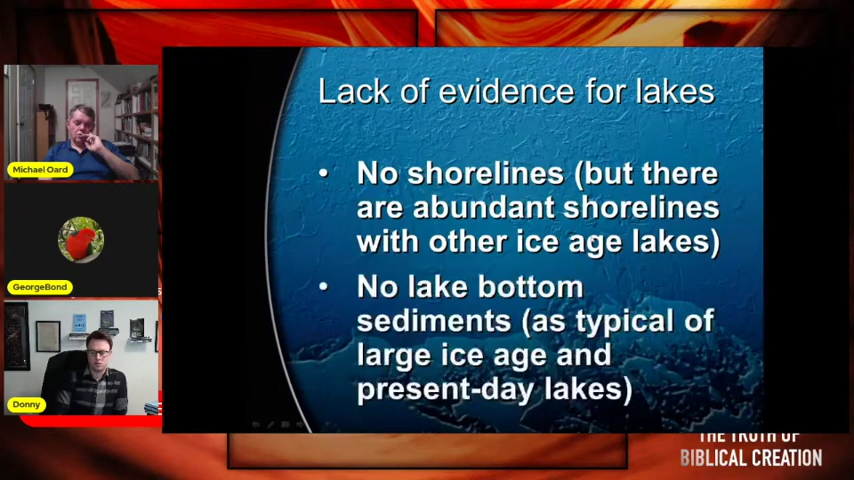 Lack of evidence for lakes
• No shorelines (but there
are abundant shorelines
with other ice age lakes)
• No lake bottom
sediments (as typical of
large ice age and
present-day lakes)
Michael Oard
GeorgeBond
Donny
THE TRUTH OF
BIBLICAL CREATION